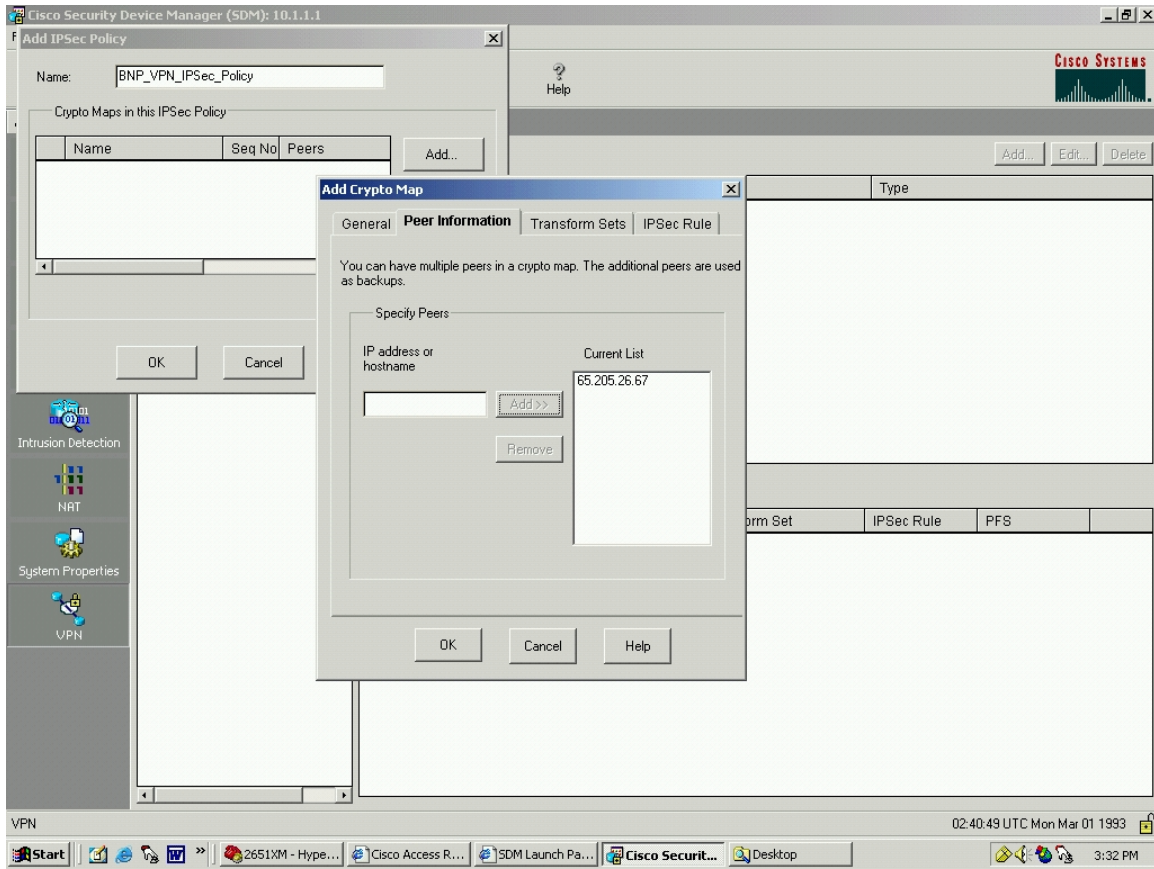 Cisco Security Device Manager (SDM): 10.1.1.1
Add IPSec Policy
Name: BNP_VPN_IPSec_Policy
Help
CISCO SYSTEMS
Crypto Maps in this IPSec Policy
Name Seq No Peers
Add...
Add... Edit... Delete
Type
Add Crypto Map
General Peer Information Transform Sets IPSec Rule
You can have multiple peers in a crypto map. The additional peers are used
as backups.
Specify Peers
IP address or
hostname
Current List
65.205.26.67
Add >>
Remove
OK Cancel
Intrusion Detection
NAT
System Properties
VPN
Set IPSec Rule PFS
OK Cancel Help
VPN
02:40:49 UTC Mon Mar 01 1993
Start
2651XM - Hype... Cisco Access R... SDM Launch Pa... Cisco Securit... Desktop
3:32 PM